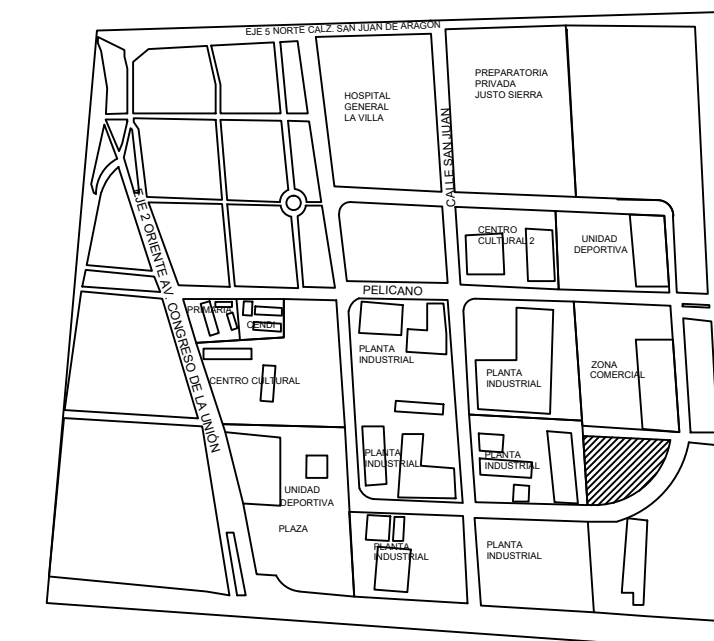 EJE 5 NORTE CALZ. SAN JUAN DE ARAGÓN
HOSPITAL
GENERAL
LA VILLA
PREPARATORIA
PRIVADA
JUSTO SIERRA
CALLE SAN JUAN
EJE 2 ORIENTE AV. CONGRESO DE LA UNIÓN
CENTRO
CULTURAL 2
UNIDAD
DEPORTIVA
PELICANO
PRIMARIA
CENDI
CENTRO CULTURAL
PLANTA
INDUSTRIAL
PLANTA
INDUSTRIAL
ZONA
COMERCIAL
PLANTA
INDUSTRIAL
PLANTA
INDUSTRIAL
UNIDAD
DEPORTIVA
PLAZA
PLANTA
INDUSTRIAL
PLANTA
INDUSTRIAL